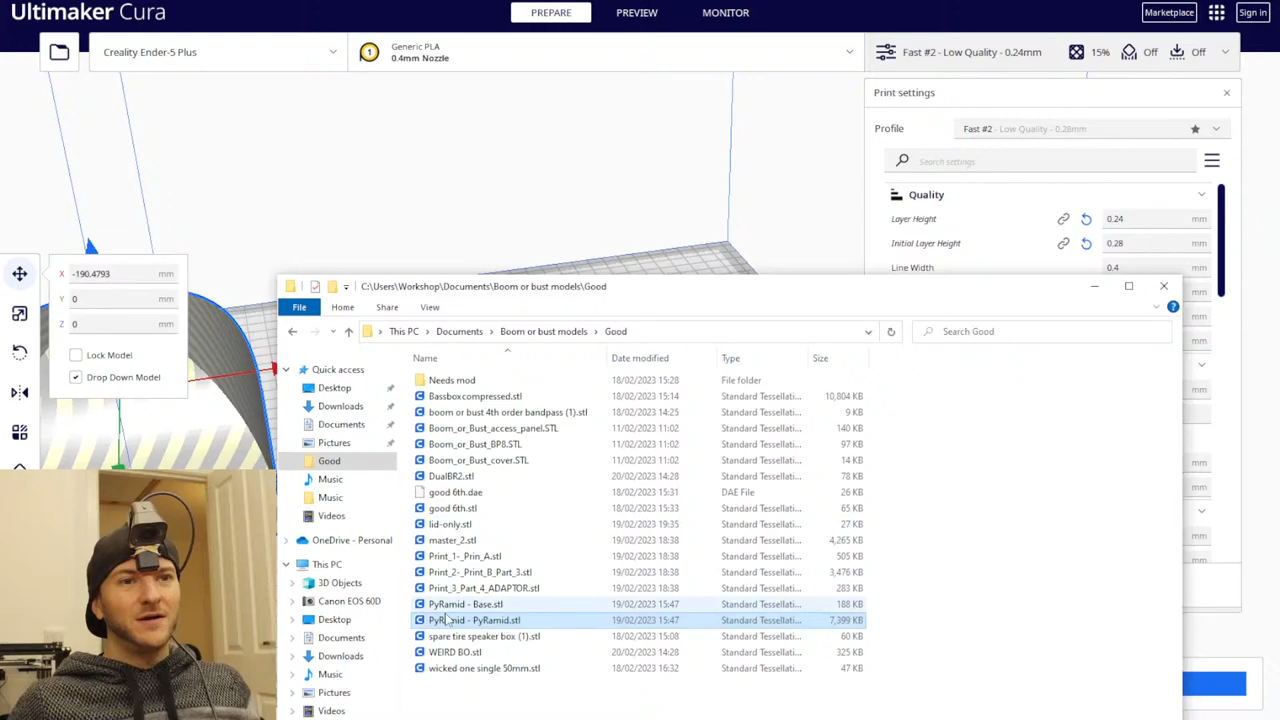 Ultimaker Cura
PREPARE
PREVIEW
MONITOR
Marketplace
Sign in
Creality Ender-5 Plus
1
Generic PLA
0.4mm Nozzle
Fast #2 - Low Quality - 0.24mm
15%
Off
Off
Print settings
Profile
Fast #2 - Low Quality - 0.28mm
Search settings
Quality
Layer Height
0.24
mm
Initial Layer Height
0.28
mm
Line Width
0.4
mm
X
-190.4793
mm
Y
0
mm
Z
0
mm
Lock Model
Drop Down Model
C:\Users\Workshop\Documents\Boom or bust models\Good
File
Home
Share
View
This PC
Documents
Boom or bust models
Good
Search Good
Name
Date modified
Type
Size
Quick access
Desktop
Downloads
Documents
Pictures
Good
Music
Music
Videos
OneDrive - Personal
This PC
3D Objects
Canon EOS 60D
Desktop
Documents
Downloads
Music
Pictures
Videos
Needs mod 18/02/2023 15:28 File folder
Bassboxcompressed.stl 18/02/2023 15:14 Standard Tessellati... 10,804 KB
boom or bust 4th order bandpass (1).stl 18/02/2023 14:25 Standard Tessellati... 9 KB
Boom_or_Bust_access_panel.STL 11/02/2023 11:02 Standard Tessellati... 140 KB
Boom_or_Bust_BP8.STL 11/02/2023 11:02 Standard Tessellati... 97 KB
Boom_or_Bust_cover.STL 11/02/2023 11:02 Standard Tessellati... 14 KB
DualBR2.stl 20/02/2023 14:28 Standard Tessellati... 78 KB
good 6th.dae 18/02/2023 15:31 DAE File 26 KB
good 6th.stl 18/02/2023 15:33 Standard Tessellati... 65 KB
lid-only.stl 19/02/2023 19:35 Standard Tessellati... 27 KB
master_2.stl 19/02/2023 18:38 Standard Tessellati... 4,265 KB
Print_1-_Prin_A.stl 19/02/2023 18:38 Standard Tessellati... 505 KB
Print_2-_Print_B_Part_3.stl 19/02/2023 18:38 Standard Tessellati... 3,476 KB
Print_3_Part_4_ADAPTOR.stl 19/02/2023 18:38 Standard Tessellati... 283 KB
PyRamid - Base.stl 19/02/2023 15:47 Standard Tessellati... 188 KB
PyRamid - PyRamid.stl 19/02/2023 15:47 Standard Tessellati... 7,399 KB
spare tire speaker box (1).stl 18/02/2023 15:08 Standard Tessellati... 60 KB
WEIRD BO.stl 20/02/2023 14:28 Standard Tessellati... 325 KB
wicked one single 50mm.stl 18/02/2023 16:32 Standard Tessellati... 47 KB
mm
mm
mm
mm
mm
mm